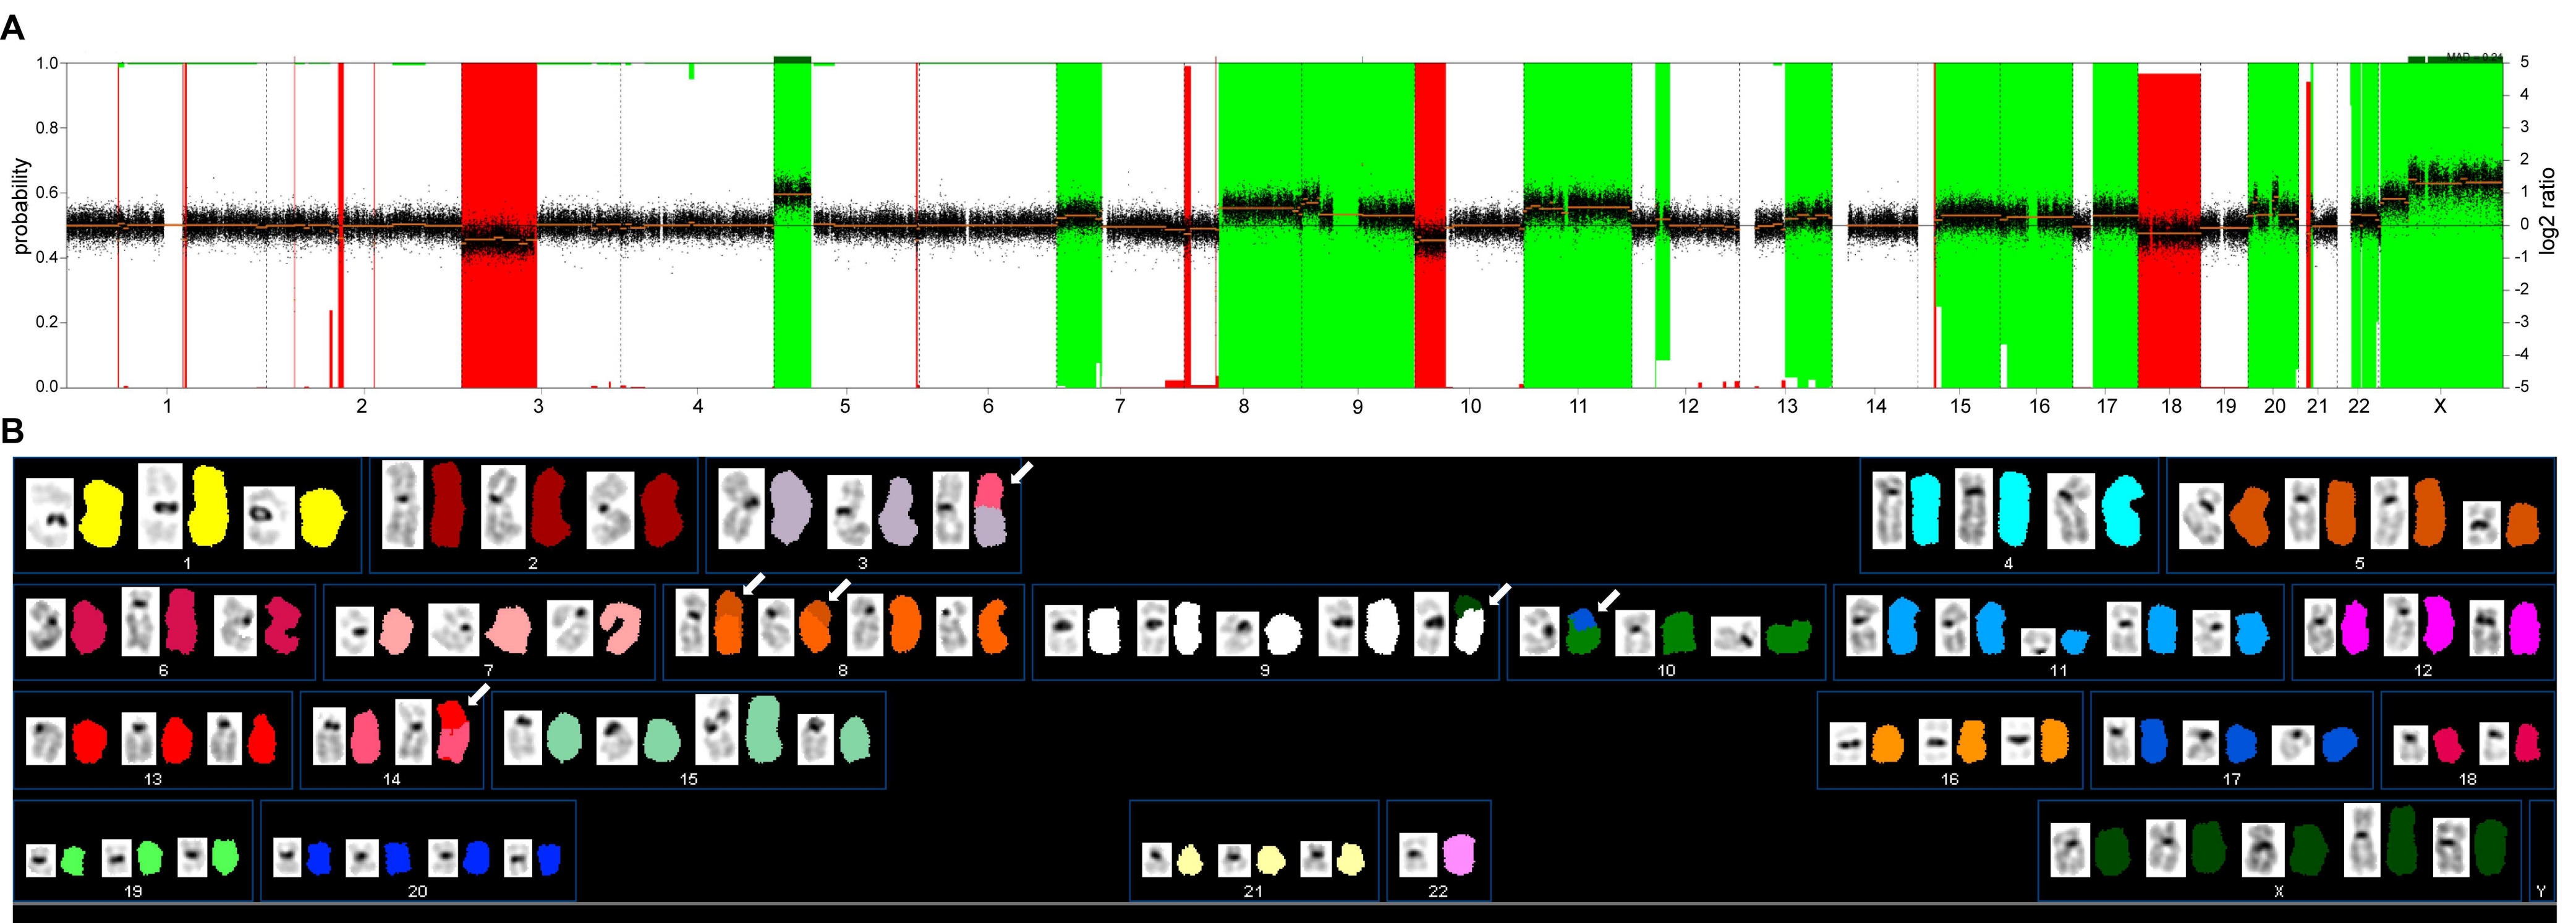 A
MAD = 0.24
probability
1.0
0.8
0.6
0.4
0.2
0.0
5
4
3
2
1
0
-1
-2
-3
-4
-5
log2 ratio
1 2 3 4 5 6 7 8 9 10 11 12 13 14 15 16 17 18 19 20 21 22 X
B
1 2 3 4 5
6 7 8 9 10 11 12
13 14 15 16 17 18
19 20 21 22 X Y